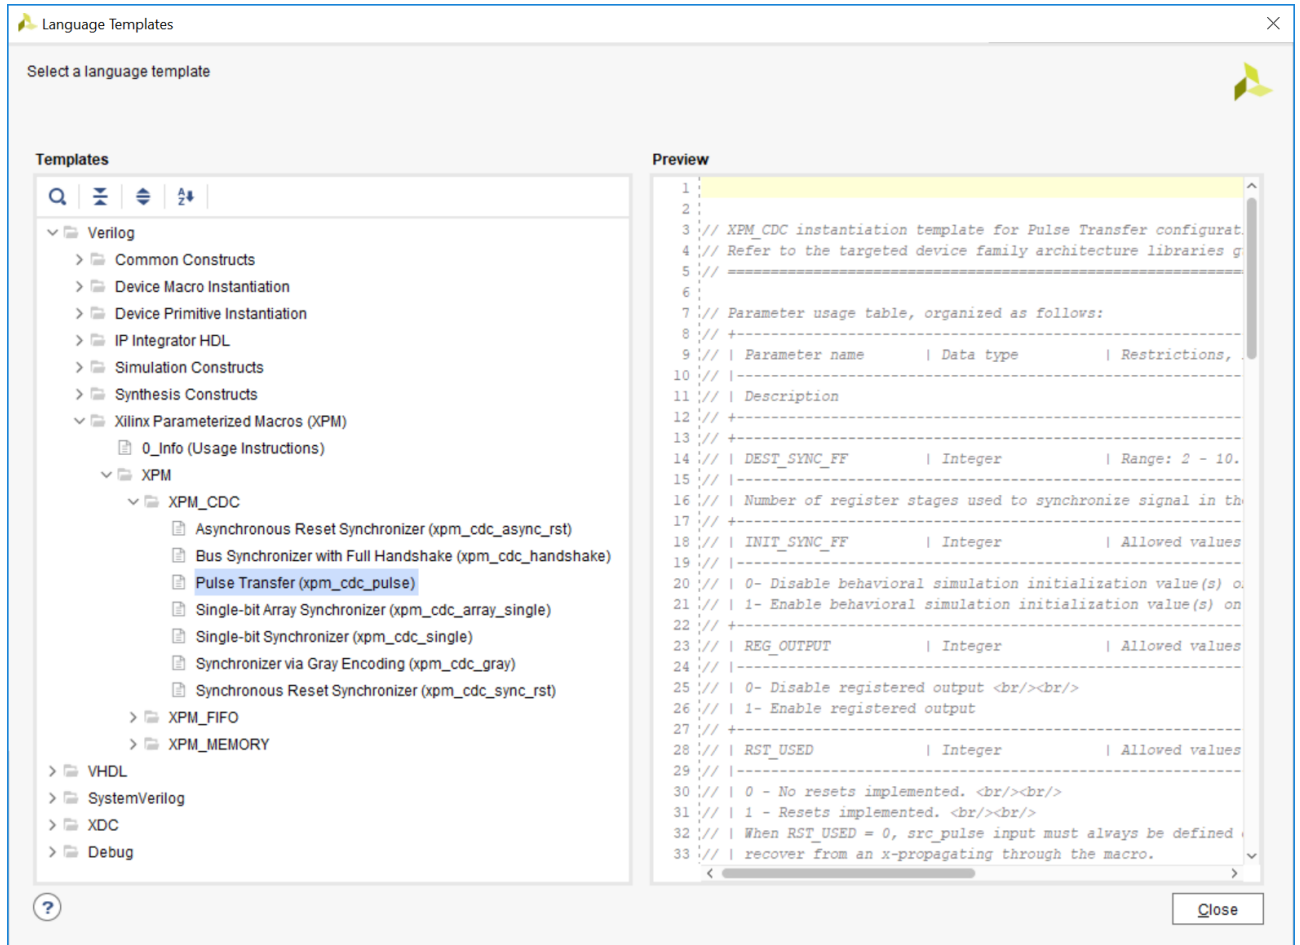 Language Templates
Select a language template
Templates
Verilog
Common Constructs
Device Macro Instantiation
Device Primitive Instantiation
IP Integrator HDL
Simulation Constructs
Synthesis Constructs
Xilinx Parameterized Macros (XPM)
0_Info (Usage Instructions)
XPM
XPM_CDC
Asynchronous Reset Synchronizer (xpm_cdc_async_rst)
Bus Synchronizer with Full Handshake (xpm_cdc_handshake)
Pulse Transfer (xpm_cdc_pulse)
Single-bit Array Synchronizer (xpm_cdc_array_single)
Single-bit Synchronizer (xpm_cdc_single)
Synchronizer via Gray Encoding (xpm_cdc_gray)
Synchronous Reset Synchronizer (xpm_cdc_sync_rst)
XPM_FIFO
XPM_MEMORY
VHDL
SystemVerilog
XDC
Debug
Preview
1
2
3 // XPM_CDC instantiation template for Pulse Transfer configurat
4 // Refer to the targeted device family architecture libraries g
5 // ============================================================
6
7 // Parameter usage table, organized as follows:
8 // +-----------------------------------------------------------
9 // | Parameter name | Data type | Restrictions,
10 // |-----------------------------------------------------------
11 // | Description
12 // +-----------------------------------------------------------
13 // +-----------------------------------------------------------
14 // | DEST_SYNC_FF | Integer | Range: 2 - 10.
15 // |-----------------------------------------------------------
16 // | Number of register stages used to synchronize signal in the
17 // +-----------------------------------------------------------
18 // | INIT_SYNC_FF | Integer | Allowed values
19 // |-----------------------------------------------------------
20 // | 0- Disable behavioral simulation initialization value(s) o
21 // | 1- Enable behavioral simulation initialization value(s) on
22 // +-----------------------------------------------------------
23 // | REG_OUTPUT | Integer | Allowed values
24 // |-----------------------------------------------------------
25 // | 0- Disable registered output <br/><br/>
26 // | 1- Enable registered output
27 // +-----------------------------------------------------------
28 // | RST_USED | Integer | Allowed values
29 // |-----------------------------------------------------------
30 // | 0 - No resets implemented. <br/><br/>
31 // | 1 - Resets implemented. <br/><br/>
32 // | When RST_USED = 0, src_pulse input must always be defined
33 // | recover from an x-propagating through the macro.
?
Close